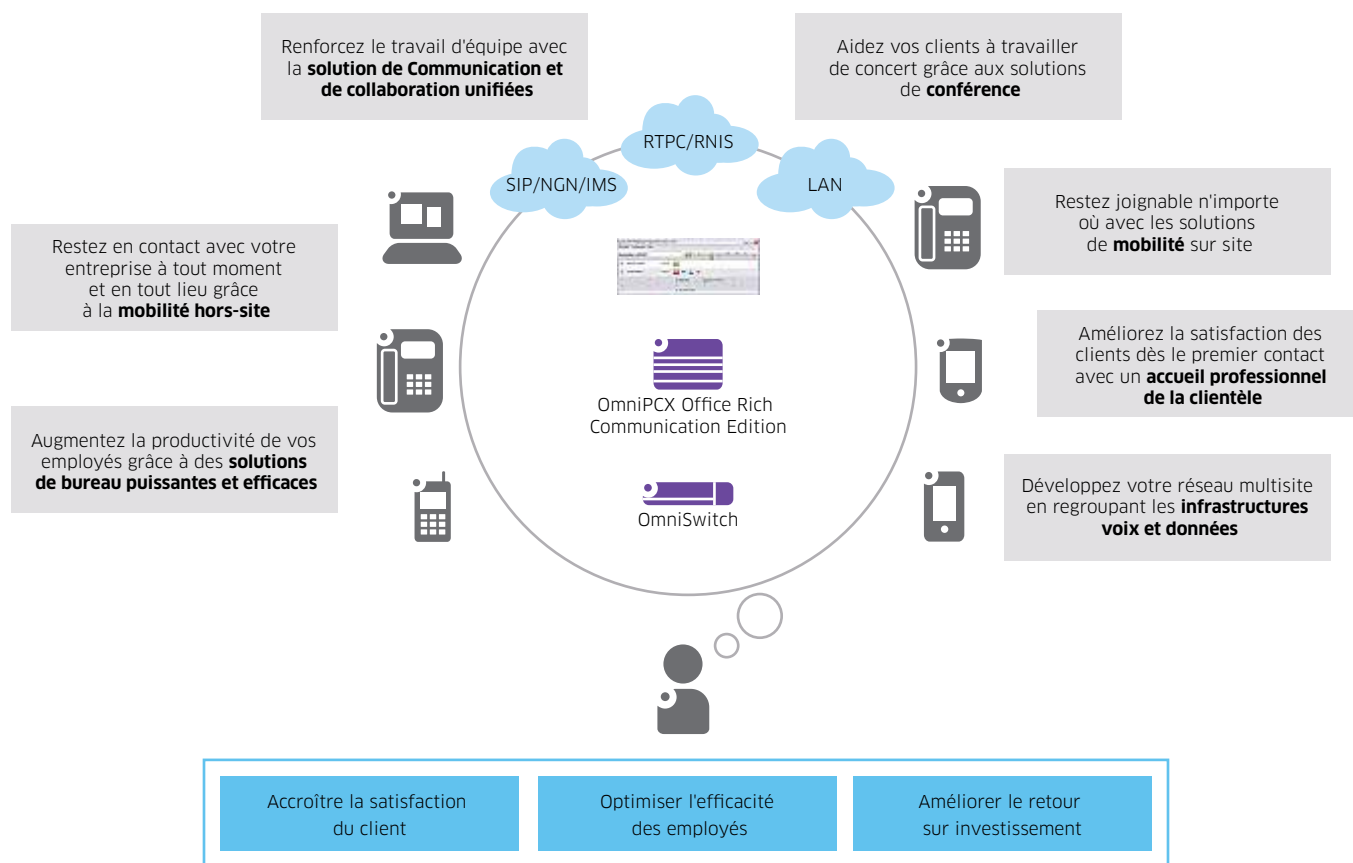 Renforcez le travail d'équipe avec
la solution de Communication et
de collaboration unifiées
Aidez vos clients à travailler
de concert grâce aux solutions
de conférence
RTPC/RNIS
SIP/NGN/IMS
LAN
Restez en contact avec votre
entreprise à tout moment
et en tout lieu grâce
à la mobilité hors-site
Restez joignable n'importe
où avec les solutions
de mobilité sur site
Améliorez la satisfaction des
clients dès le premier contact
avec un accueil professionnel
de la clientèle
OmniPCX Office Rich
Communication Edition
Augmentez la productivité de vos
employés grâce à des solutions
de bureau puissantes et efficaces
Développez votre réseau multisite
en regroupant les infrastructures
voix et données
OmniSwitch
Accroître la satisfaction
du client
Optimiser l'efficacité
des employés
Améliorer le retour
sur investissement